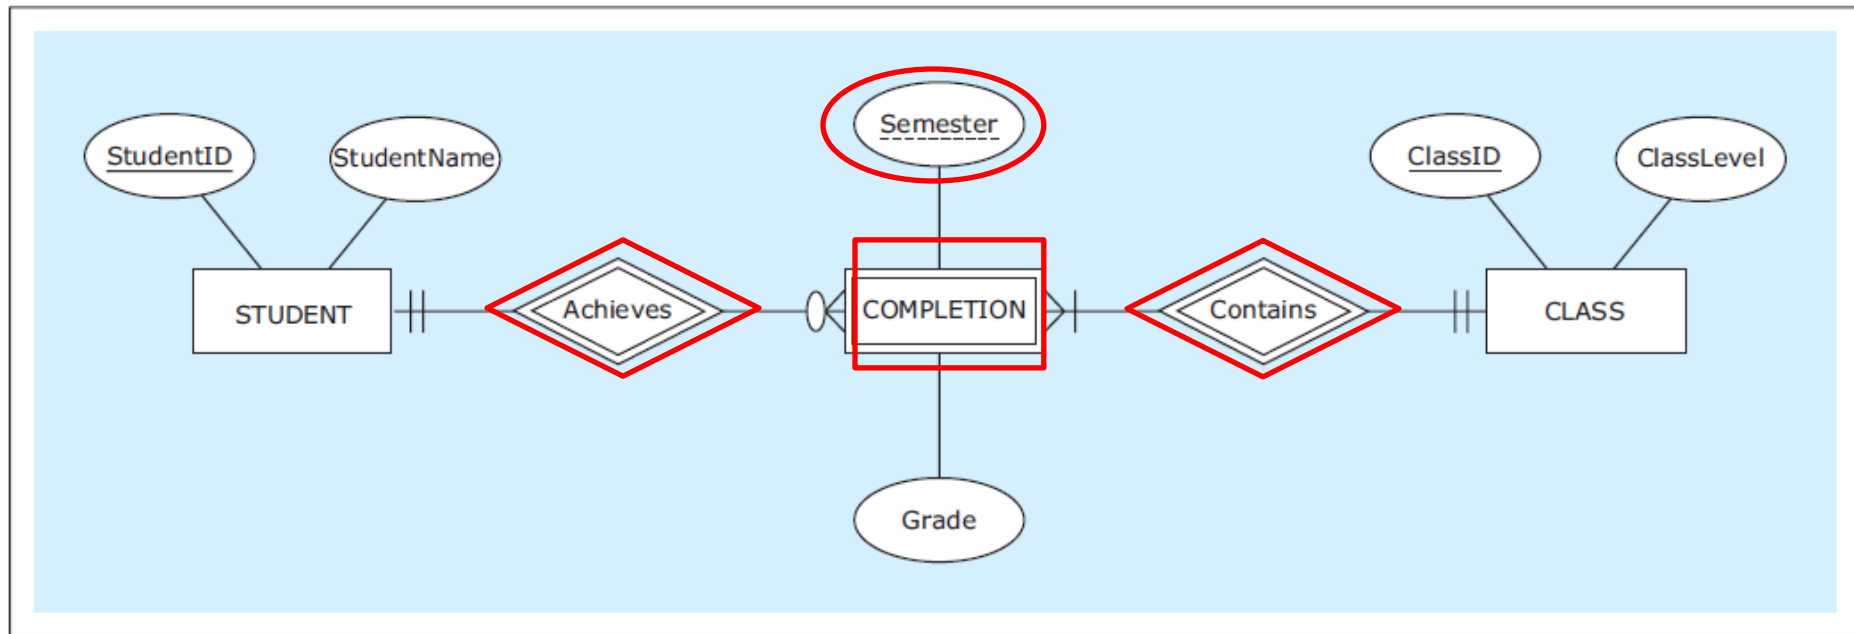 Semester
StudentID
StudentName
ClassID
ClassLevel
STUDENT
Achieves
COMPLETION
Contains
CLASS
Grade